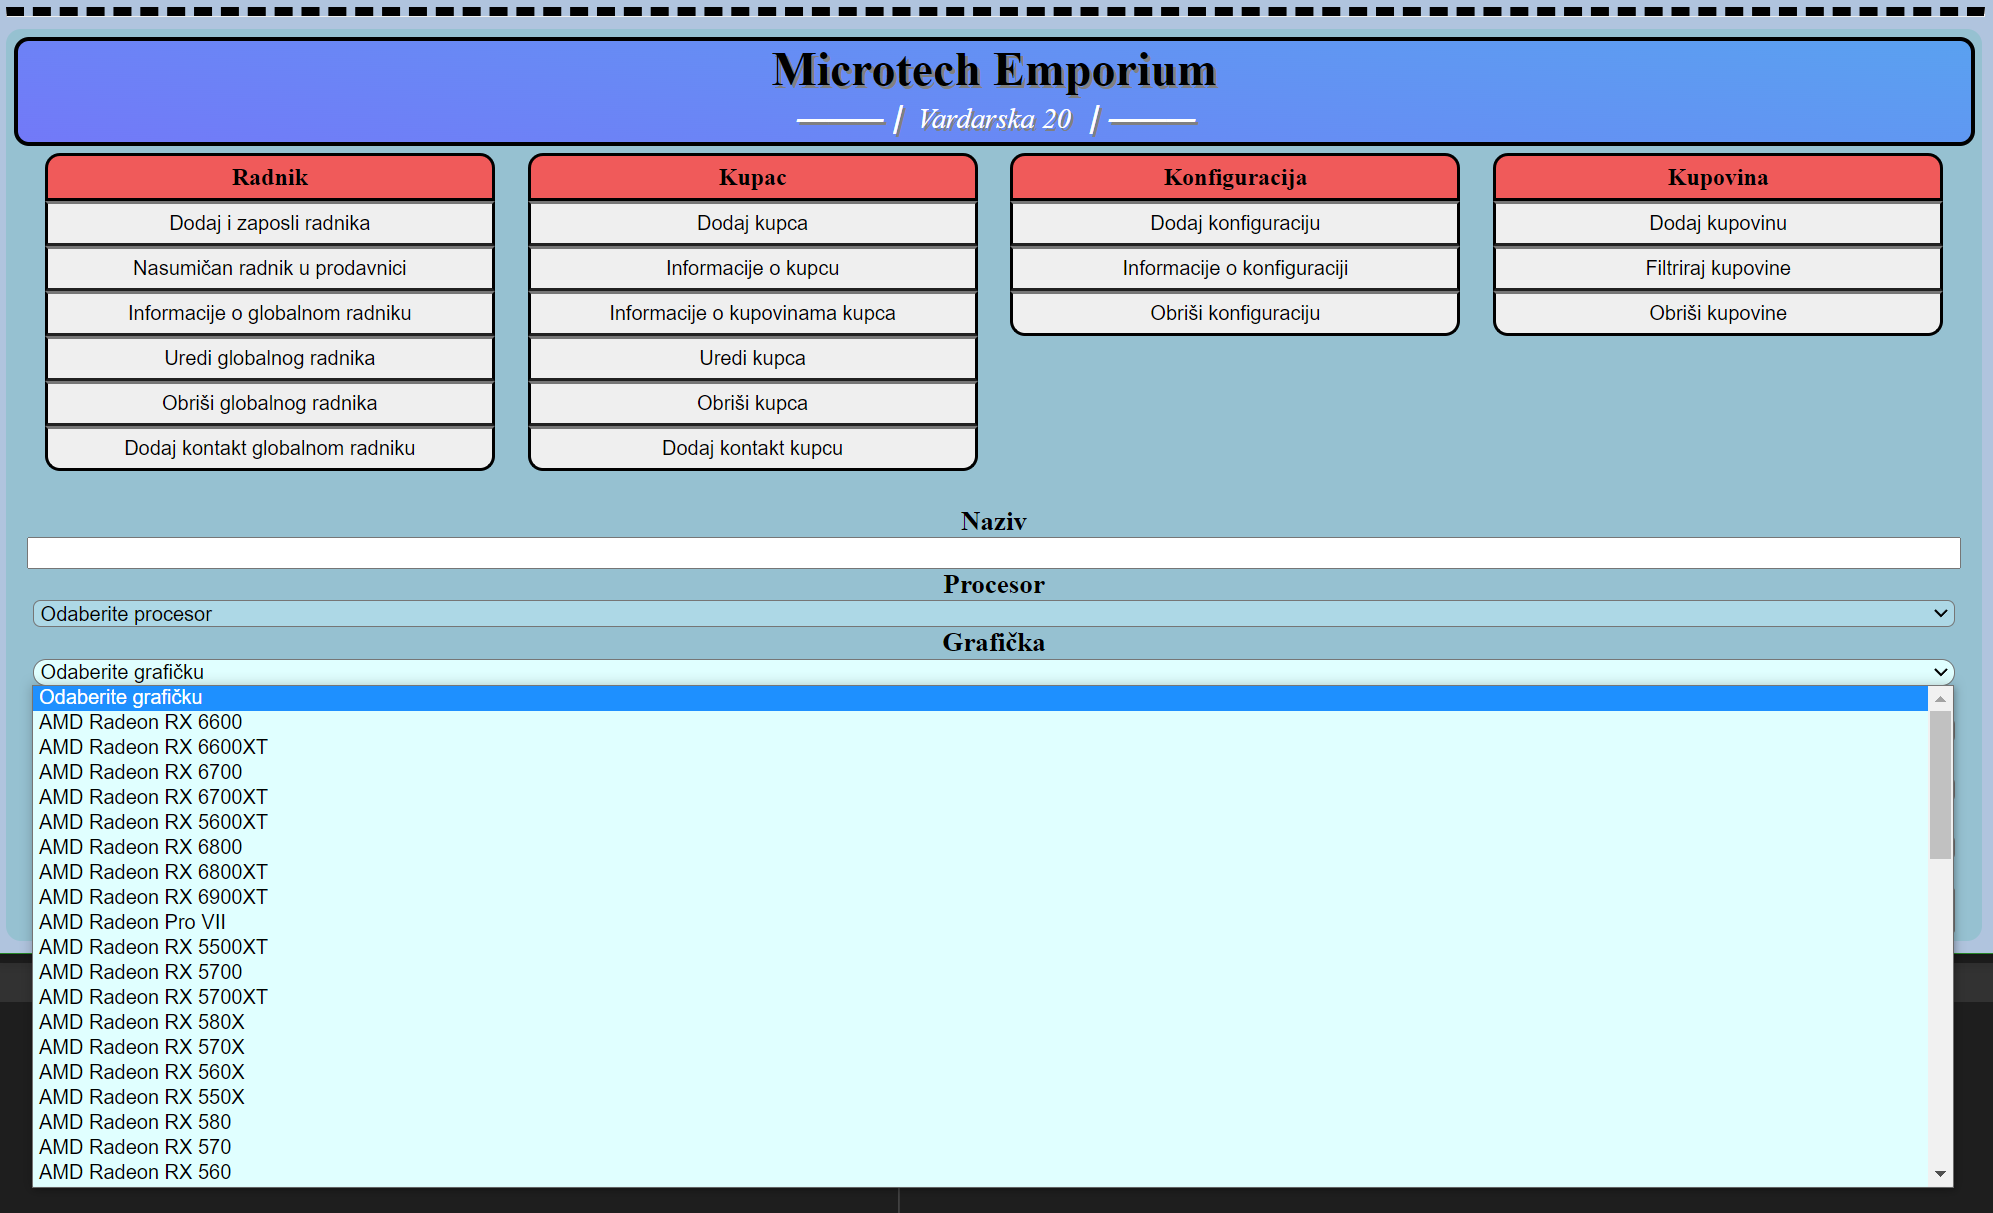 Microtech Emporium
Vardarska 20
Radnik
Dodaj i zaposli radnika
Nasumičan radnik u prodavnici
Informacije o globalnom radniku
Uredi globalnog radnika
Obriši globalnog radnika
Dodaj kontakt globalnom radniku
Kupac
Dodaj kupca
Informacije o kupcu
Informacije o kupovinama kupca
Uredi kupca
Obriši kupca
Dodaj kontakt kupcu
Konfiguracija
Dodaj konfiguraciju
Informacije o konfiguraciji
Obriši konfiguraciju
Kupovina
Dodaj kupovinu
Filtriraj kupovine
Obriši kupovine
Naziv
Procesor
Odaberite procesor
Grafička
Odaberite grafičku
Odaberite grafičku
AMD Radeon RX 6600
AMD Radeon RX 6600XT
AMD Radeon RX 6700
AMD Radeon RX 6700XT
AMD Radeon RX 5600XT
AMD Radeon RX 6800
AMD Radeon RX 6800XT
AMD Radeon RX 6900XT
AMD Radeon Pro VII
AMD Radeon RX 5500XT
AMD Radeon RX 5700
AMD Radeon RX 5700XT
AMD Radeon RX 580X
AMD Radeon RX 570X
AMD Radeon RX 560X
AMD Radeon RX 550X
AMD Radeon RX 580
AMD Radeon RX 570
AMD Radeon RX 560